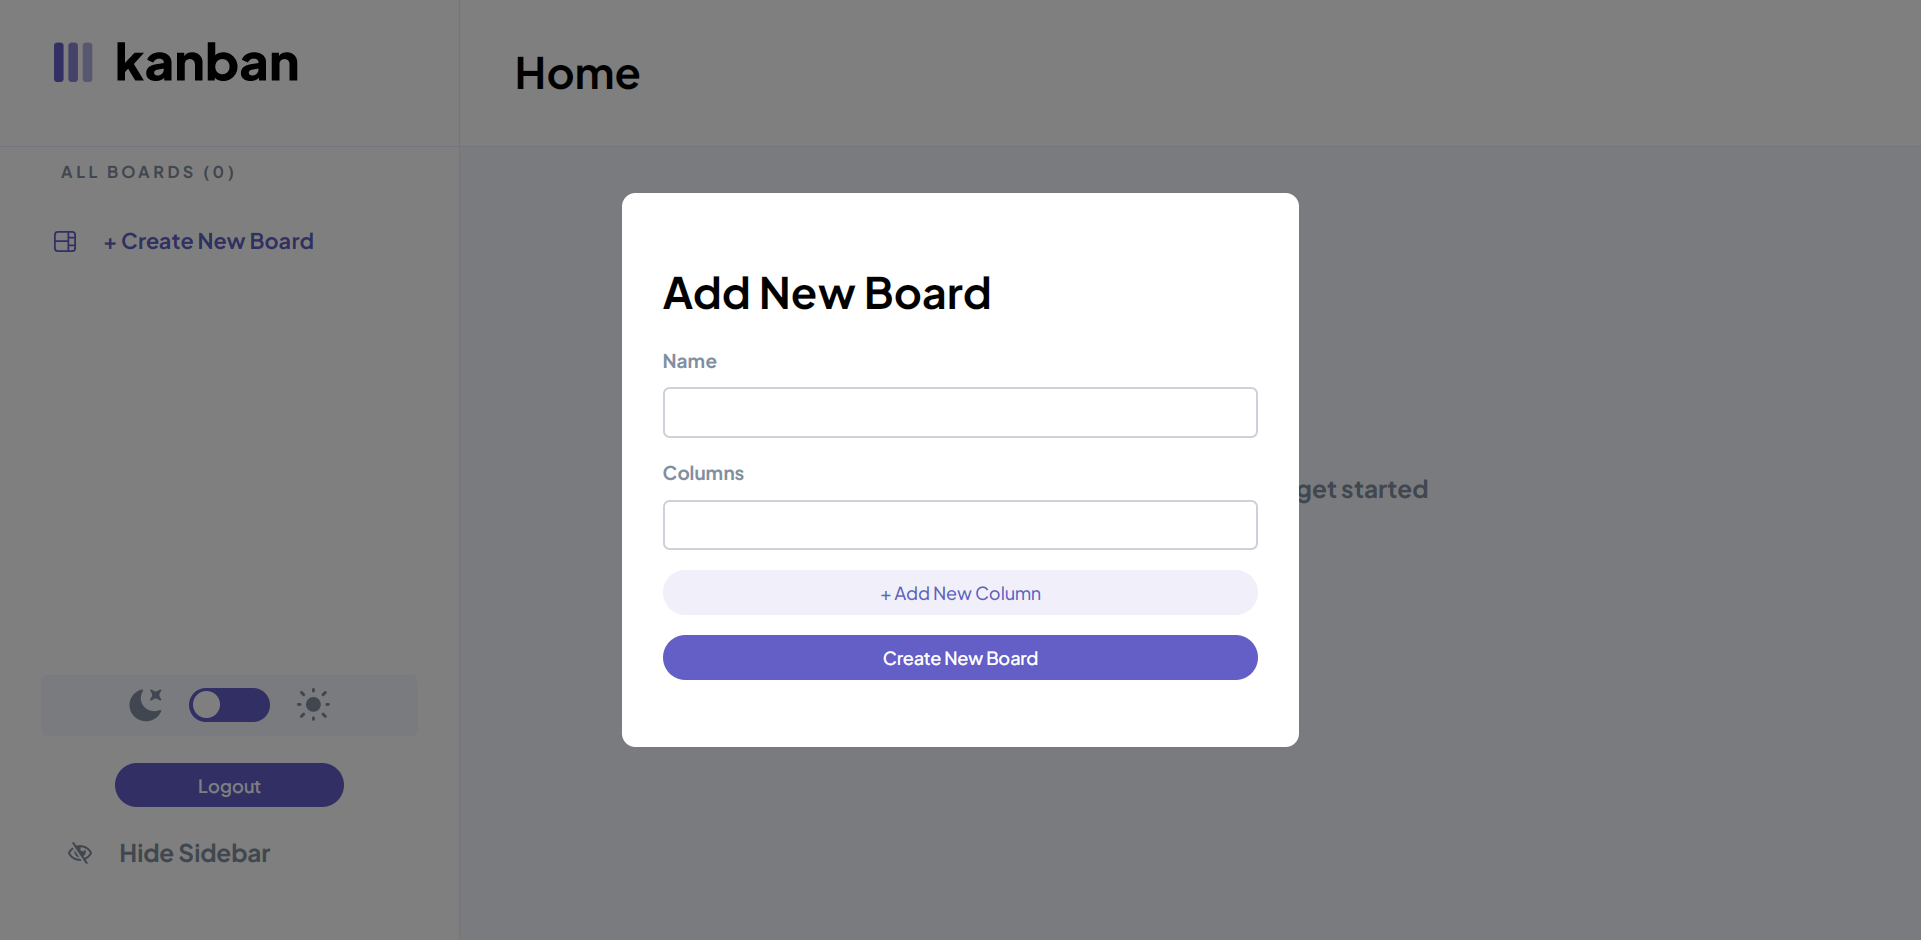 kanban
Home
ALL BOARDS (0)
+ Create New Board
Add New Board
Name
Columns
get started
+ Add New Column
Create New Board
Logout
Hide Sidebar